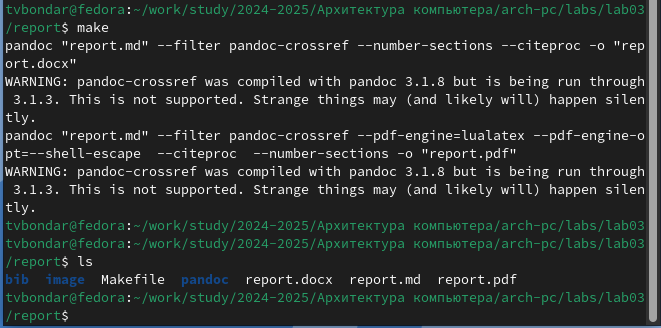 tvbondar@fedora:~/work/study/2024-2025/Архитектура компьютера/arch-pc/labs/lab03
/report$ make
pandoc "report.md" --filter pandoc-crossref --number-sections --citeproc -o "rep
ort.docx"
WARNING: pandoc-crossref was compiled with pandoc 3.1.8 but is being run through
 3.1.3. This is not supported. Strange things may (and likely will) happen silen
tly.
pandoc "report.md" --filter pandoc-crossref --pdf-engine=lualatex --pdf-engine-o
pt=--shell-escape  --citeproc  --number-sections -o "report.pdf"
WARNING: pandoc-crossref was compiled with pandoc 3.1.8 but is being run through
 3.1.3. This is not supported. Strange things may (and likely will) happen silen
tly.
tvbondar@fedora:~/work/study/2024-2025/Архитектура компьютера/arch-pc/labs/lab03
tvbondar@fedora:~/work/study/2024-2025/Архитектура компьютера/arch-pc/labs/lab03
/report$ ls
bib  image  Makefile  pandoc  report.docx  report.md  report.pdf
tvbondar@fedora:~/work/study/2024-2025/Архитектура компьютера/arch-pc/labs/lab03
/report$